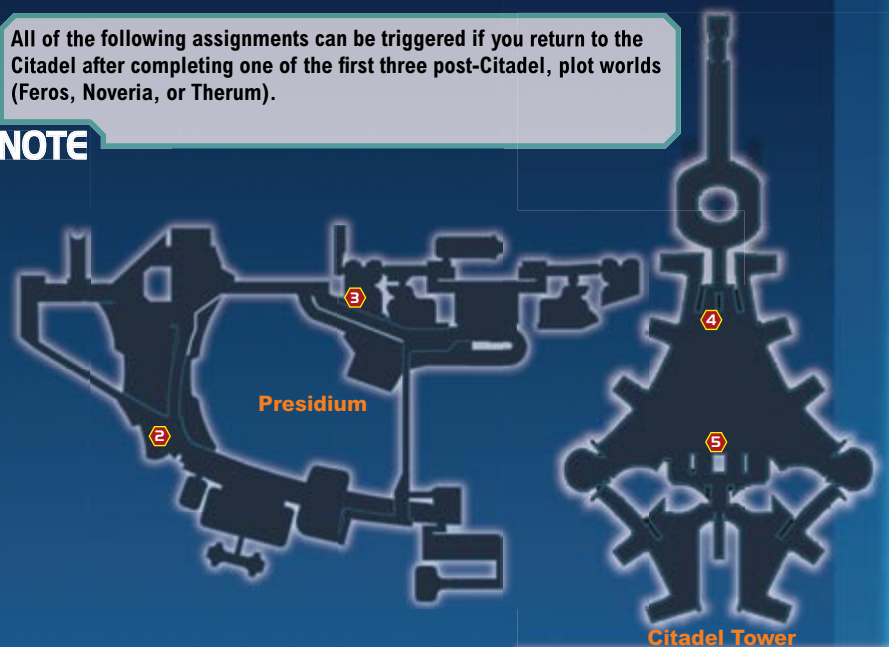 All of the following assignments can be triggered if you return to the
Citadel after completing one of the first three post-Citadel, plot worlds
(Feros, Noveria, or Therum).
NOTE
3
4
Presidium
2
5
Citadel Tower